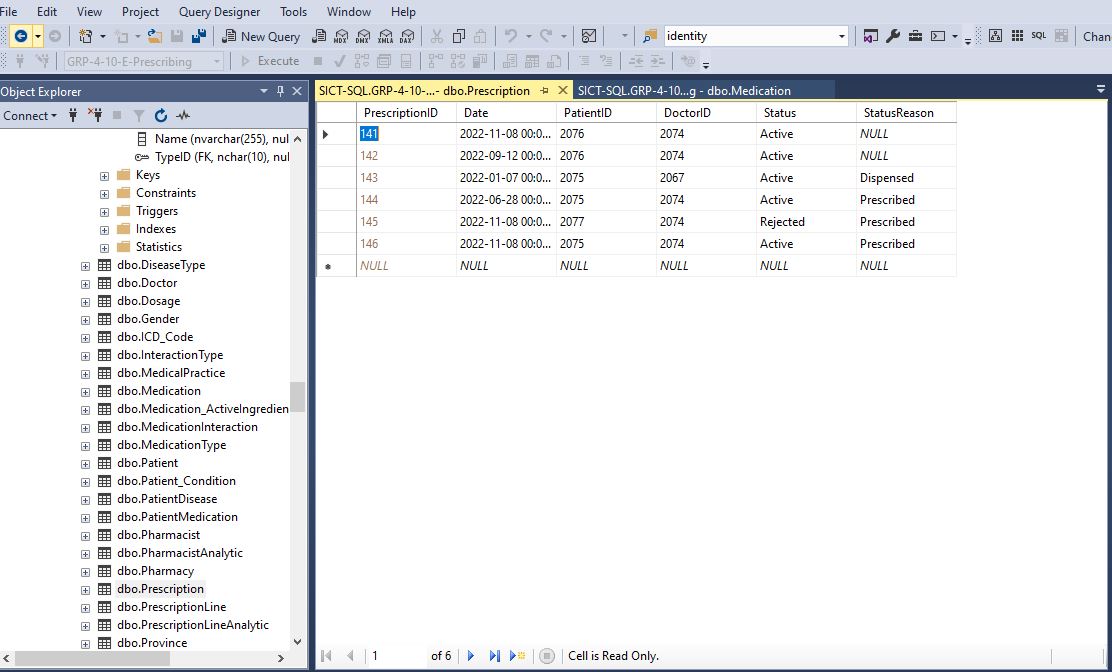 File Edit View Project Query Designer Tools Window Help
New Query MDX DMX XMLA DAX identity SQL Chan
GRP-4-10-E-Prescribing Execute
Object Explorer
Connect
Name (nvarchar(255), nul
TypeID (FK, nchar(10), nul
Keys
Constraints
Triggers
Indexes
Statistics
dbo.DiseaseType
dbo.Doctor
dbo.Dosage
dbo.Gender
dbo.ICD_Code
dbo.InteractionType
dbo.MedicalPractice
dbo.Medication
dbo.Medication_ActiveIngredien
dbo.MedicationInteraction
dbo.MedicationType
dbo.Patient
dbo.Patient_Condition
dbo.PatientDisease
dbo.PatientMedication
dbo.Pharmacist
dbo.PharmacistAnalytic
dbo.Pharmacy
dbo.Prescription
dbo.PrescriptionLine
dbo.PrescriptionLineAnalytic
dbo.Province
SICT-SQL.GRP-4-10-...- dbo.Prescription SICT-SQL.GRP-4-10...g - dbo.Medication
PrescriptionID Date PatientID DoctorID Status StatusReason
141 2022-11-08 00:0... 2076 2074 Active NULL
142 2022-09-12 00:0... 2076 2074 Active NULL
143 2022-01-07 00:0... 2075 2067 Active Dispensed
144 2022-06-28 00:0... 2075 2074 Active Prescribed
145 2022-11-08 00:0... 2077 2074 Rejected Prescribed
146 2022-11-08 00:0... 2075 2074 Active Prescribed
NULL NULL NULL NULL NULL NULL
1 of 6 Cell is Read Only.